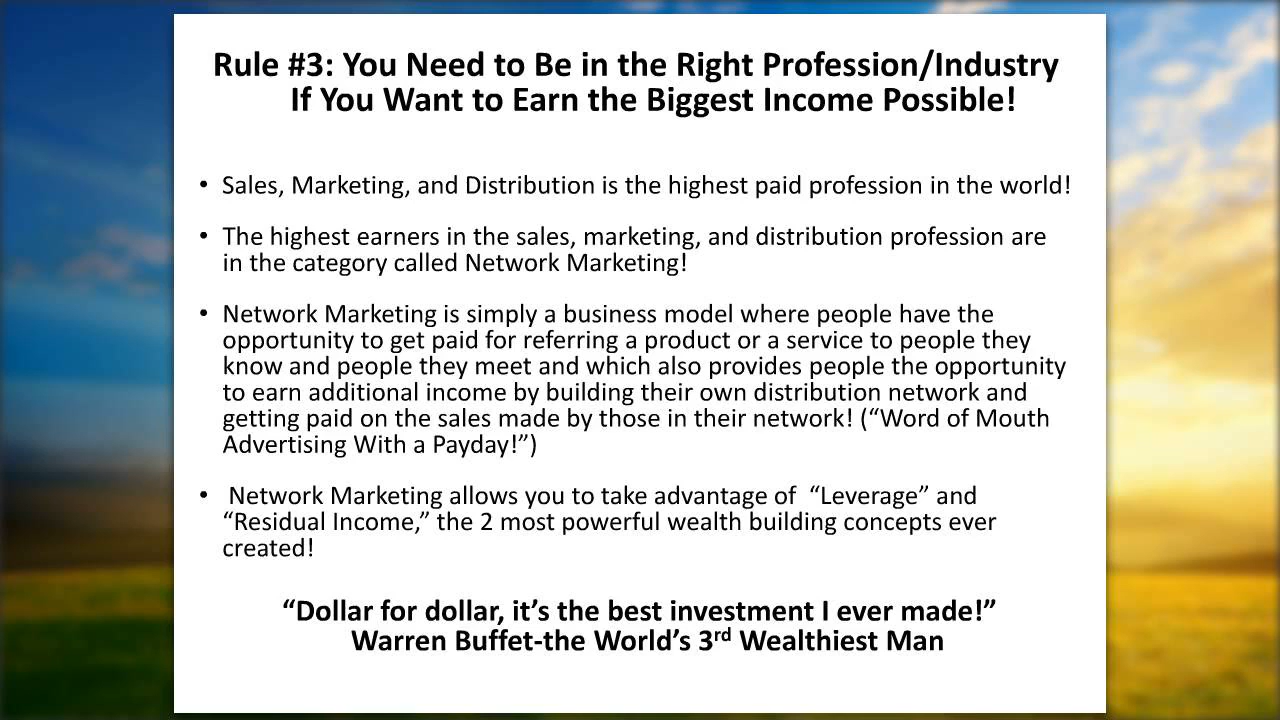 Rule #3: You Need to Be in the Right Profession/Industry
If You Want to Earn the Biggest Income Possible!
• Sales, Marketing, and Distribution is the highest paid profession in the world!
• The highest earners in the sales, marketing, and distribution profession are
in the category called Network Marketing!
• Network Marketing is simply a business model where people have the
opportunity to get paid for referring a product or a service to people they
know and people they meet and which also provides people the opportunity
to earn additional income by building their own distribution network and
getting paid on the sales made by those in their network! (“Word of Mouth
Advertising With a Payday!”)
• Network Marketing allows you to take advantage of “Leverage” and
“Residual Income,” the 2 most powerful wealth building concepts ever
created!
“Dollar for dollar, it’s the best investment I ever made!”
Warren Buffet-the World’s 3rd Wealthiest Man